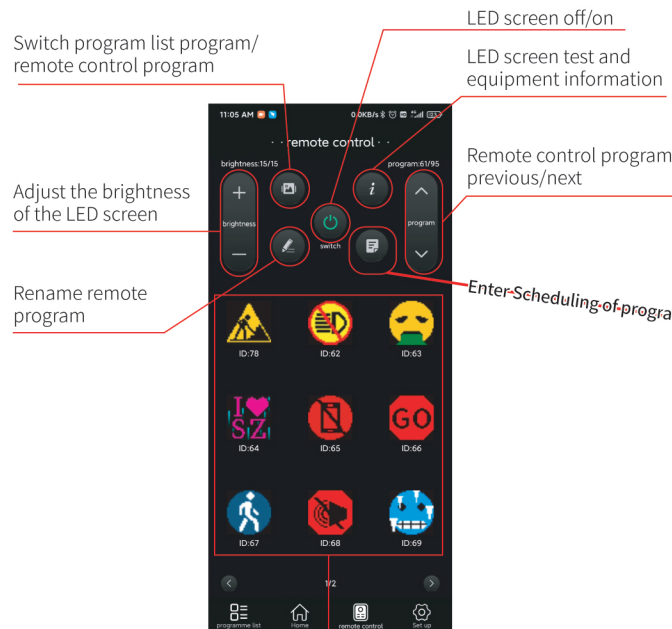 LED screen off/on
Switch program list program/
remote control program
LED screen test and
equipment information
11:05 AM
0.0KB/s
· · remote control · ·
brightness:15/15
program:61/95
Remote control program
previous/next
Adjust the brightness
of the LED screen
brightness
program
switch
Enter Scheduling of progra
Rename remote
program
ID:78
ID:62
ID:63
I
SZ
ID:64
ID:65
GO
ID:66
ID:67
ID:68
ID:69
1/2
programme list
Home
remote control
Set up